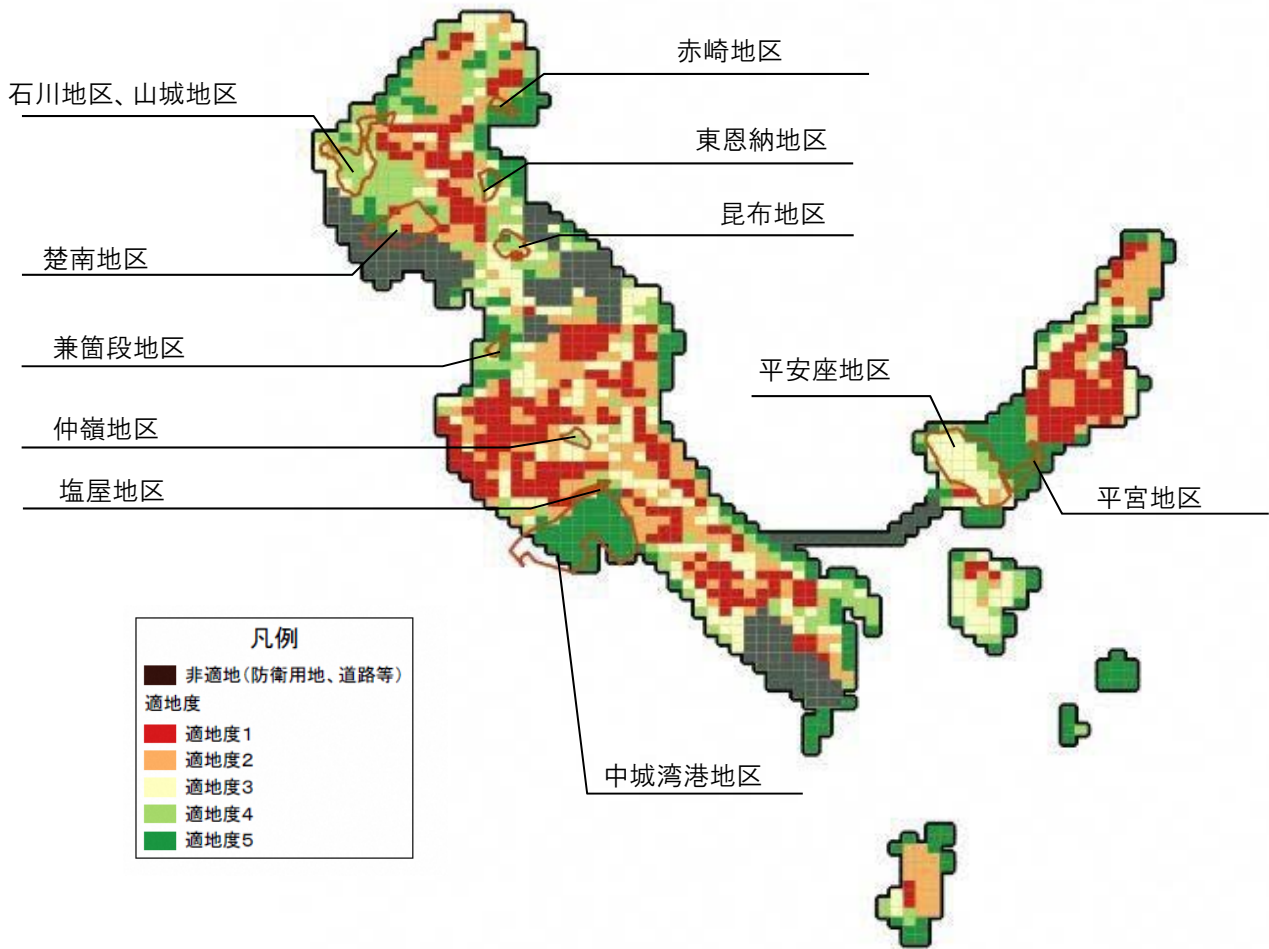 赤崎地区
石川地区、山城地区
東恩納地区
昆布地区
楚南地区
兼箇段地区
平安座地区
仲嶺地区
塩屋地区
平宮地区
中城湾港地区
凡例
非適地(防衛用地、道路等)
適地度
適地度1
適地度2
適地度3
適地度4
適地度5